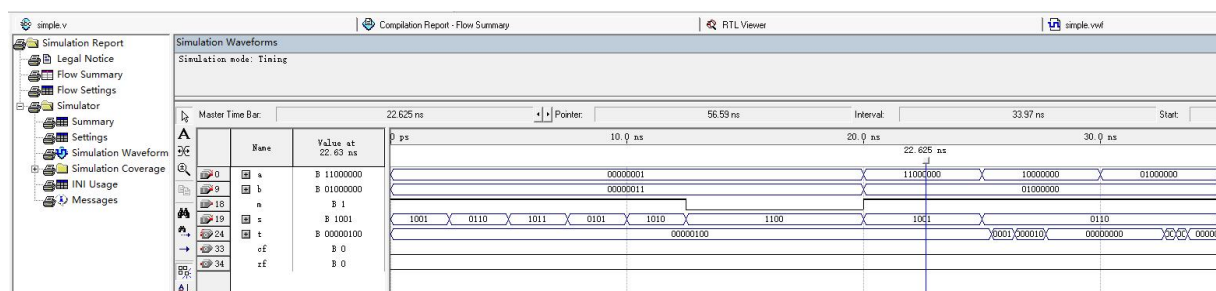 simple.v
Compilation Report - Flow Summary
RTL Viewer
simple.vwf
Simulation Report
Legal Notice
Flow Summary
Flow Settings
Simulator
Summary
Settings
Simulation Waveform
Simulation Coverage
INI Usage
Messages
Simulation Waveforms
Simulation mode: Timing
Master Time Bar: 22.625 ns Pointer: 56.59 ns Interval: 33.97 ns Start:
Name Value at 22.63 ns 0 ps 10.0 ns 20.0 ns 30.0 ns
22.625 ns
0 a B 11000000 00000001 11000000 10000000 01000000
9 b B 01000000 00000011 01000000
18 m B 1
19 s B 1001 1001 0110 1011 0101 1010 1100 1001 0110
24 t B 00000100 00000100 00000000
33 cf B 0
34 zf B 0